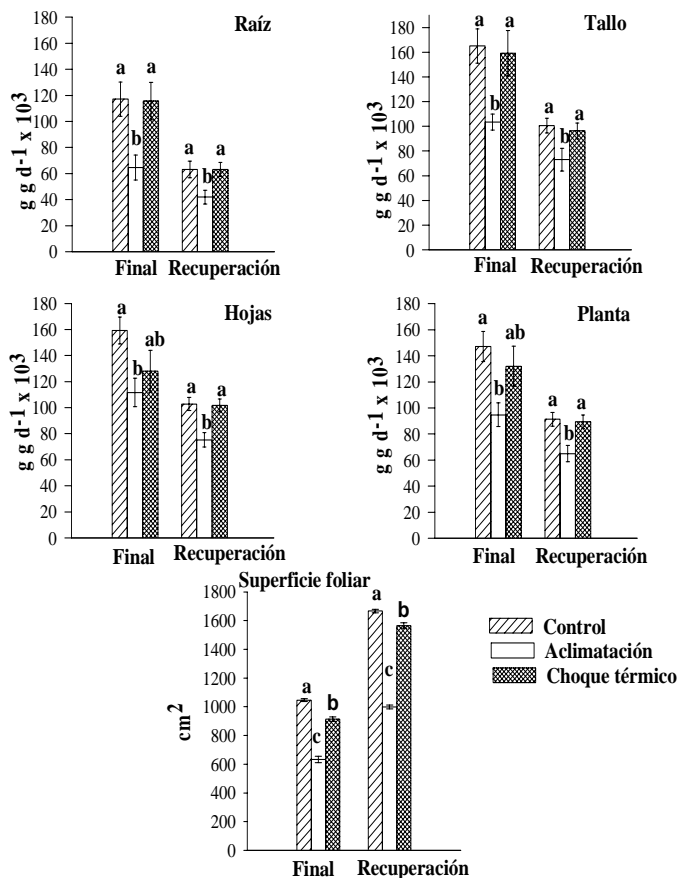 Raíz
g g d⁻¹ x 10³
180
160
140
120
100
80
60
40
20
0
a
b
a
a
b
a
Final Recuperación
Tallo
g g d⁻¹ x 10³
180
160
140
120
100
80
60
40
20
0
a
b
a
a
b
a
Final Recuperación
Hojas
g g d⁻¹ x 10³
180
160
140
120
100
80
60
40
20
0
a
b
ab
a
b
a
Final Recuperación
Planta
g g d⁻¹ x 10³
180
160
140
120
100
80
60
40
20
0
a
b
ab
a
b
a
Final Recuperación
Superficie foliar
cm²
1800
1600
1400
1200
1000
800
600
400
200
0
a
c
b
a
c
b
Final Recuperación
Control
Aclimatación
Choque térmico